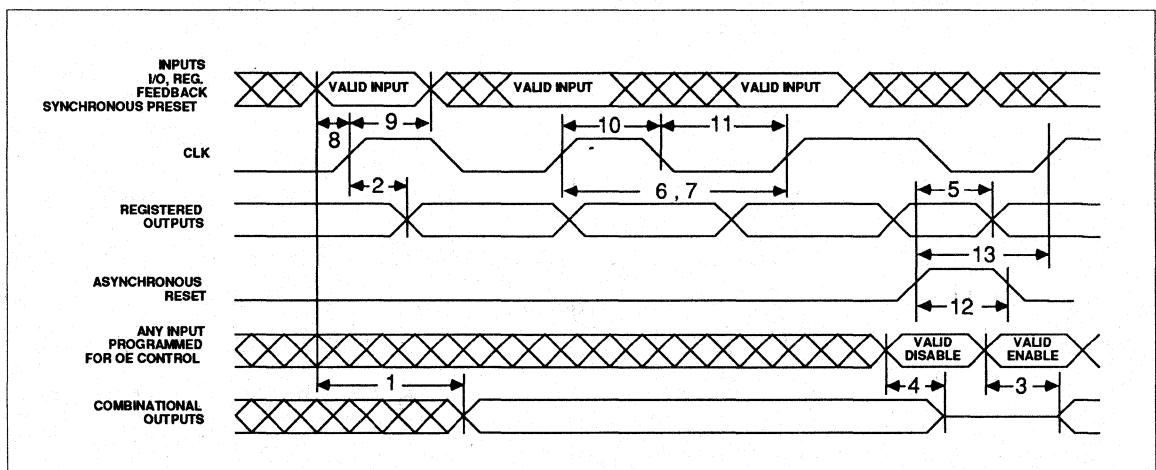 INPUTS
I/O, REG.
FEEDBACK
SYNCHRONOUS PRESET
VALID INPUT
VALID INPUT
VALID INPUT
8
9
10
11
CLK
2
6 , 7
5
REGISTERED
OUTPUTS
13
ASYNCHRONOUS
RESET
12
ANY INPUT
PROGRAMMED
FOR OE CONTROL
VALID
DISABLE
VALID
ENABLE
1
4
3
COMBINATIONAL
OUTPUTS